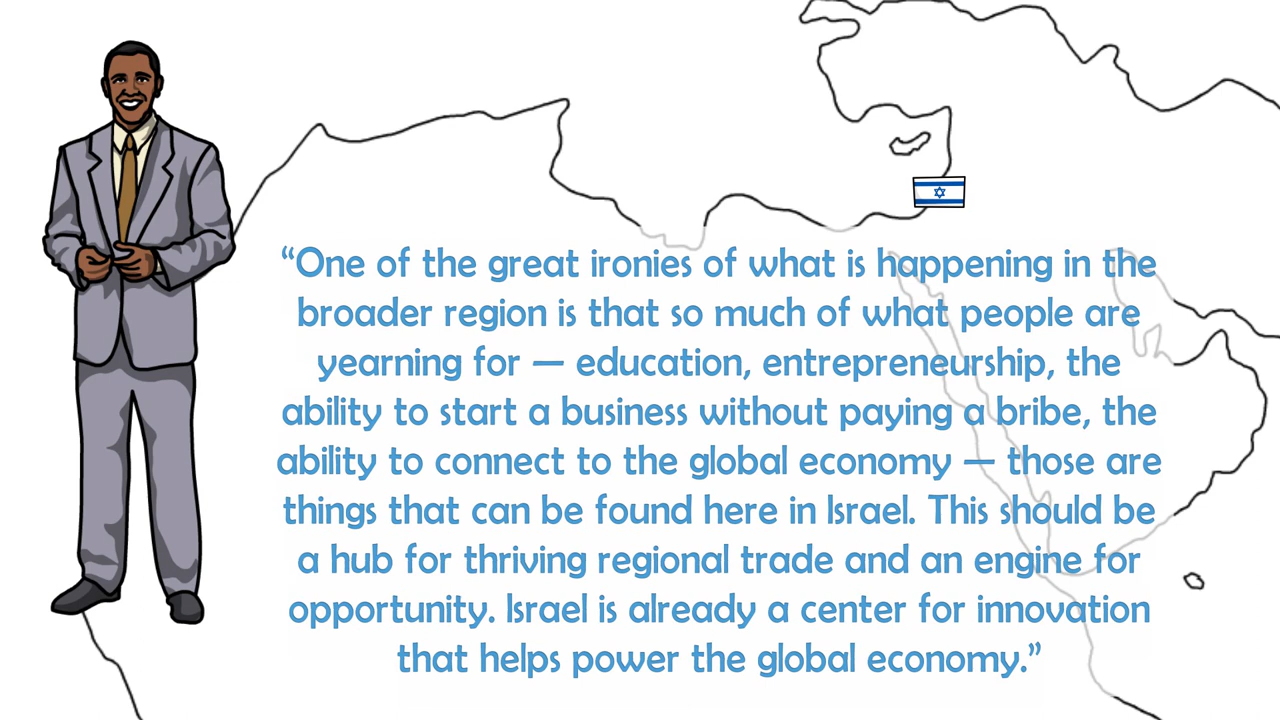 “One of the great ironies of what is happening in the
broader region is that so much of what people are
yearning for — education, entrepreneurship, the
ability to start a business without paying a bribe, the
ability to connect to the global economy — those are
things that can be found here in Israel. This should be
a hub for thriving regional trade and an engine for
opportunity. Israel is already a center for innovation
that helps power the global economy.”